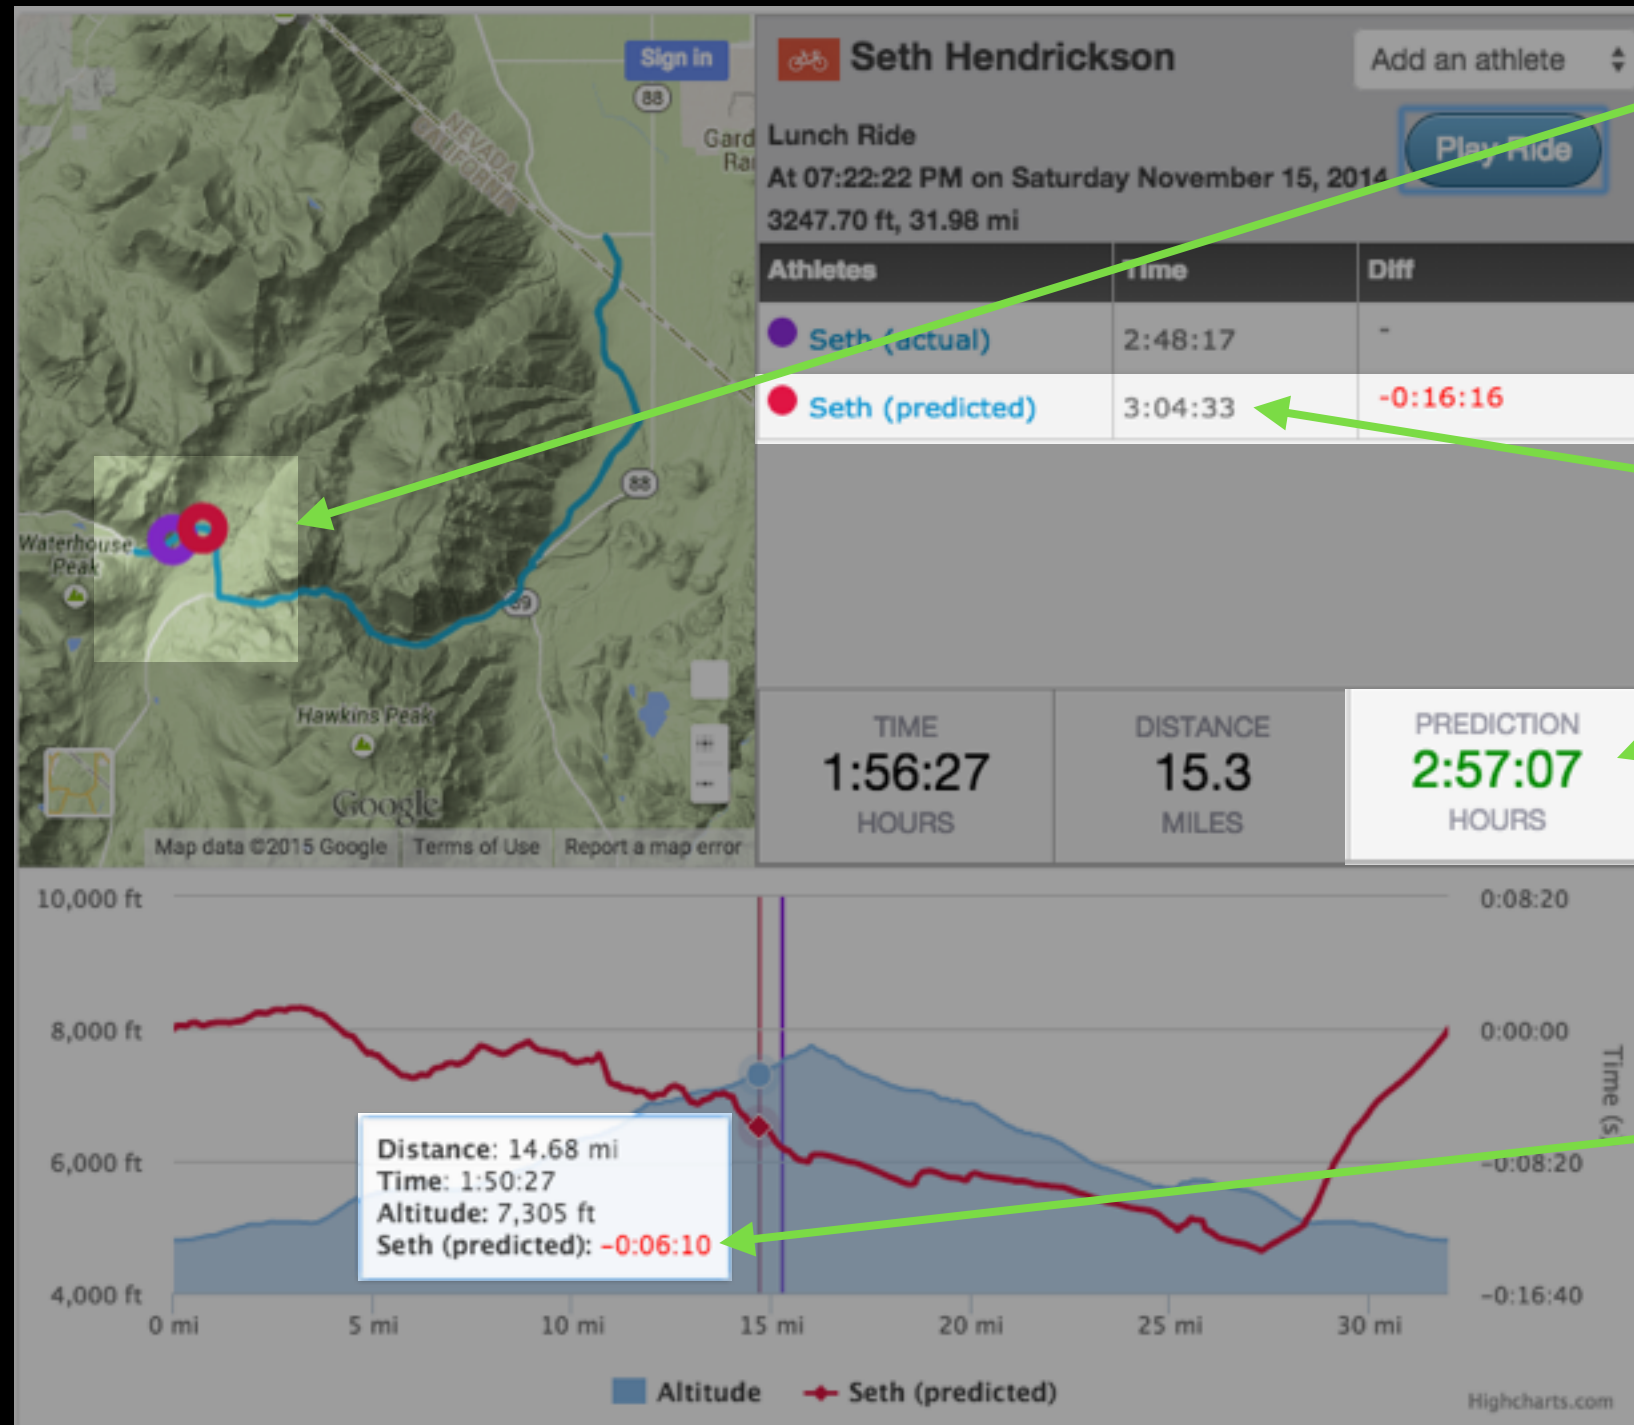 Sign in
88
NEVADA
CALIFORNIA
Gard
Ra
88
Waterhouse
Peak
89
Hawkins Peak
Google
Map data ©2015 Google
Terms of Use
Report a map error
Seth Hendrickson
Add an athlete
Lunch Ride
Play Ride
At 07:22:22 PM on Saturday November 15, 2014
3247.70 ft, 31.98 mi
Athletes Time Diff
Seth (actual) 2:48:17 -
Seth (predicted) 3:04:33 -0:16:16
TIME
1:56:27
HOURS
DISTANCE
15.3
MILES
PREDICTION
2:57:07
HOURS
10,000 ft
8,000 ft
6,000 ft
4,000 ft
Distance: 14.68 mi
Time: 1:50:27
Altitude: 7,305 ft
Seth (predicted): -0:06:10
0:08:20
0:00:00
-0:08:20
-0:16:40
Time (s)
0 mi 5 mi 10 mi 15 mi 20 mi 25 mi 30 mi
Altitude Seth (predicted)
Highcharts.com